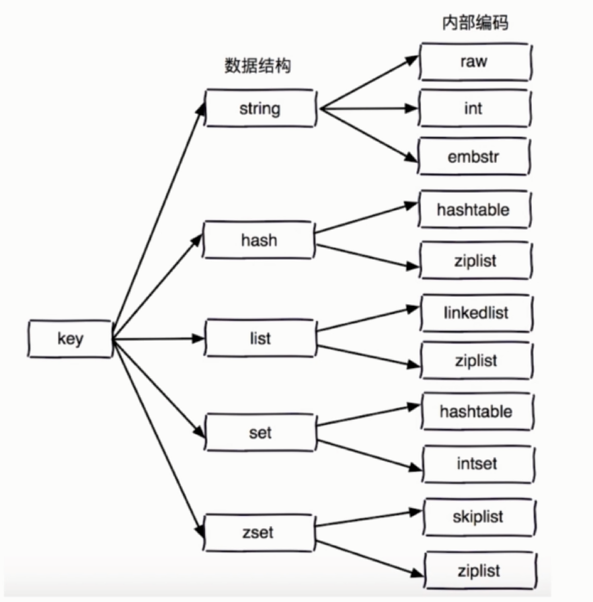 内部编码
数据结构
raw
string
int
embstr
hashtable
hash
ziplist
linkedlist
key
list
ziplist
hashtable
set
intset
skiplist
zset
ziplist